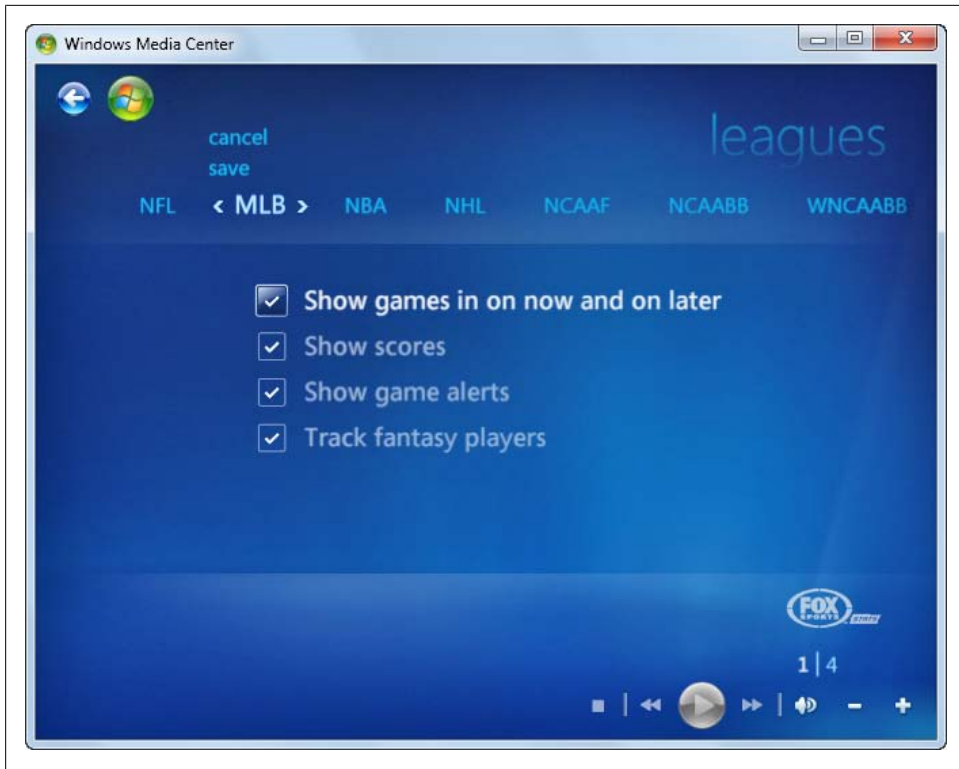 Windows Media Center
leagues
cancel
save
NFL < MLB > NBA NHL NCAAF NCAABB WNCAABB
Show games in on now and on later
Show scores
Show game alerts
Track fantasy players
FOX
SPORTS STATS
1 | 4